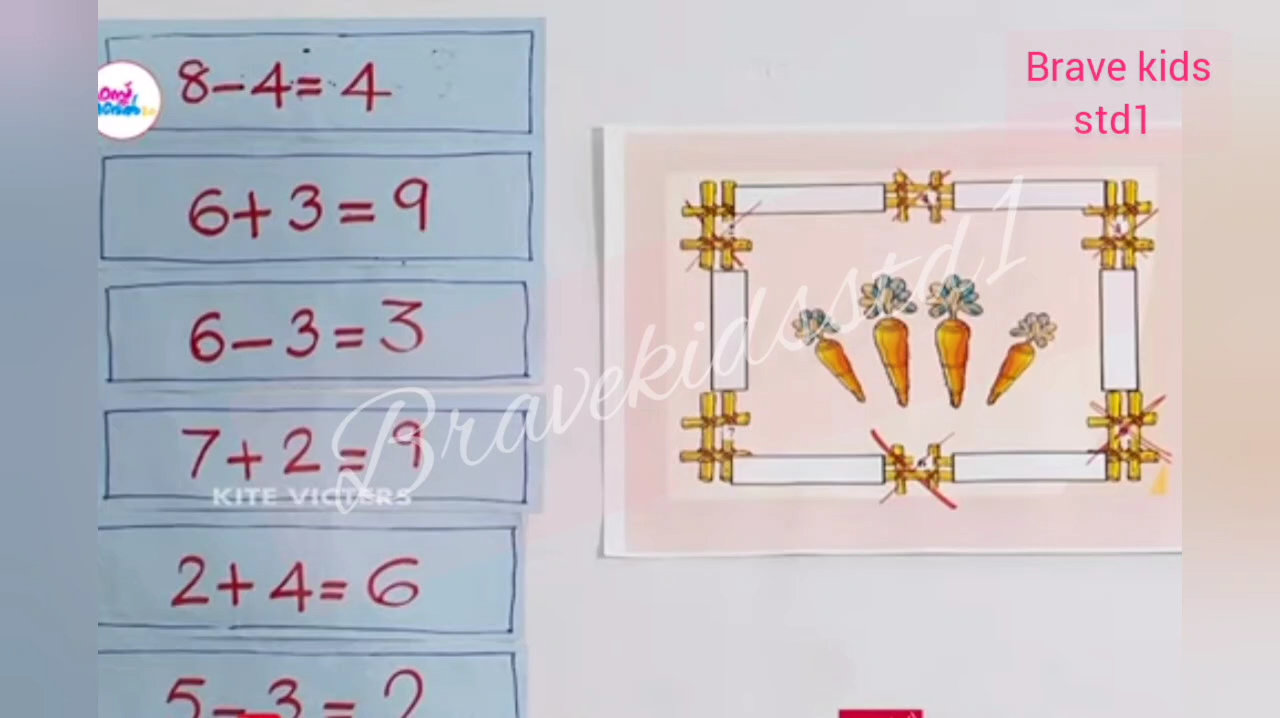 Brave kids
std1
8-4=4
6+3=9
6-3=3
7+2=9
KITE VICTERS
2+4=6
5-3=2
Bravekidsstd1